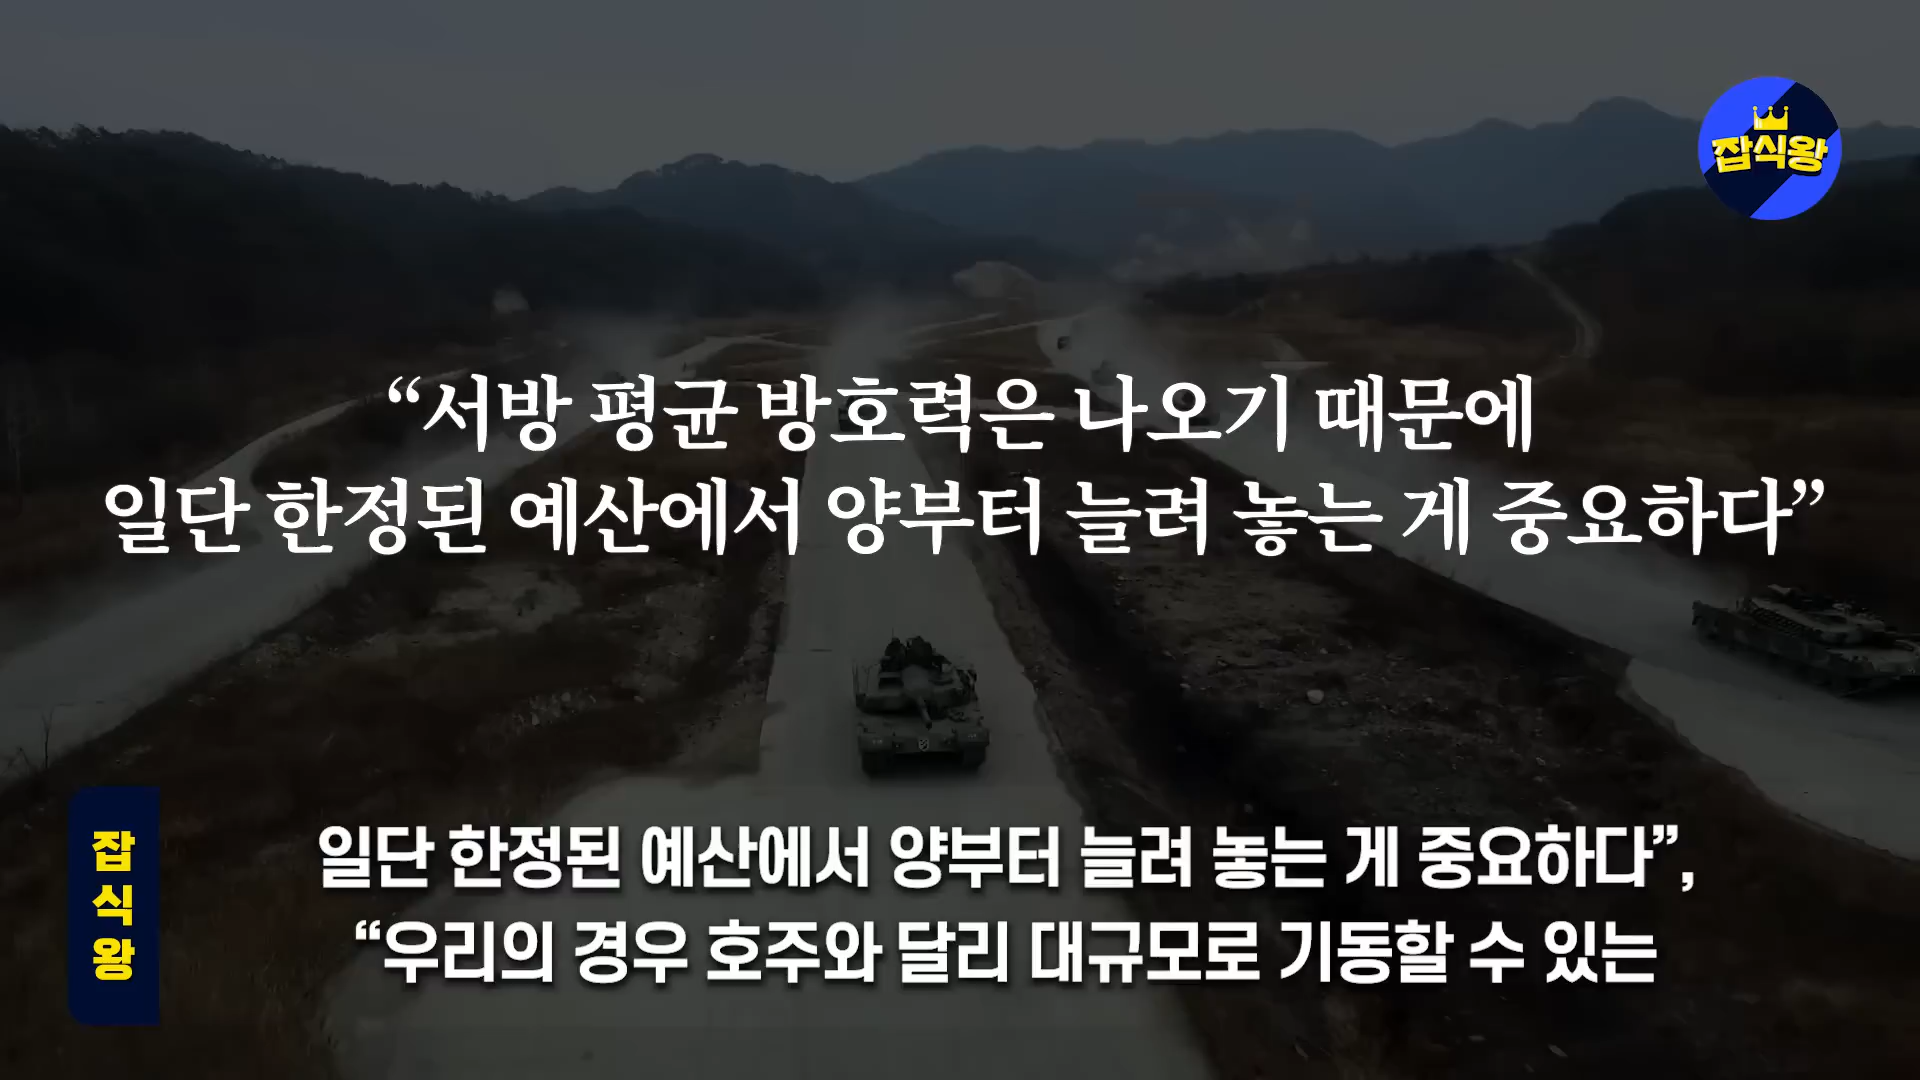 잡식왕
“서방 평균 방호력은 나오기 때문에
일단 한정된 예산에서 양부터 늘려 놓는 게 중요하다”
잡식왕
일단 한정된 예산에서 양부터 늘려 놓는 게 중요하다”,
“우리의 경우 호주와 달리 대규모로 기동할 수 있는